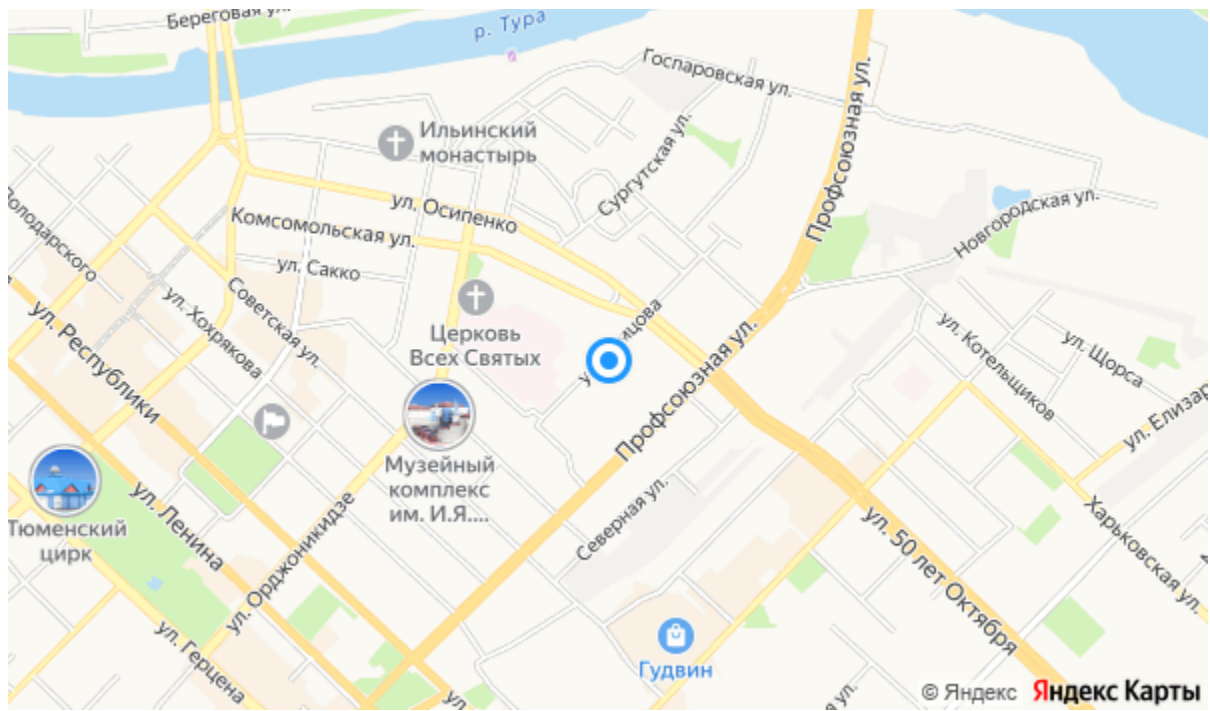 Береговая ул.
р. Тура
Госпаровская ул.
Профсоюзная ул.
Ильинский
монастырь
Сургутская ул.
ул. Осипенко
Комсомольская ул.
Новгородская ул.
Володарского
ул. Сакко
ул. Хохрякова
Советская ул.
Церковь
Всех Святых
ул. Республики
Профсоюзная ул.
ул. Котельщиков
ул. Щорса
ул. Елизар
Музейный
комплекс
им. И.Я....
Тюменский
цирк
ул. Ленина
ул. Орджоникидзе
Северная ул.
ул. 50 лет Октября
Харьковская ул.
ул. Герцена
Гудвин
ул.
© Яндекс Яндекс Карты